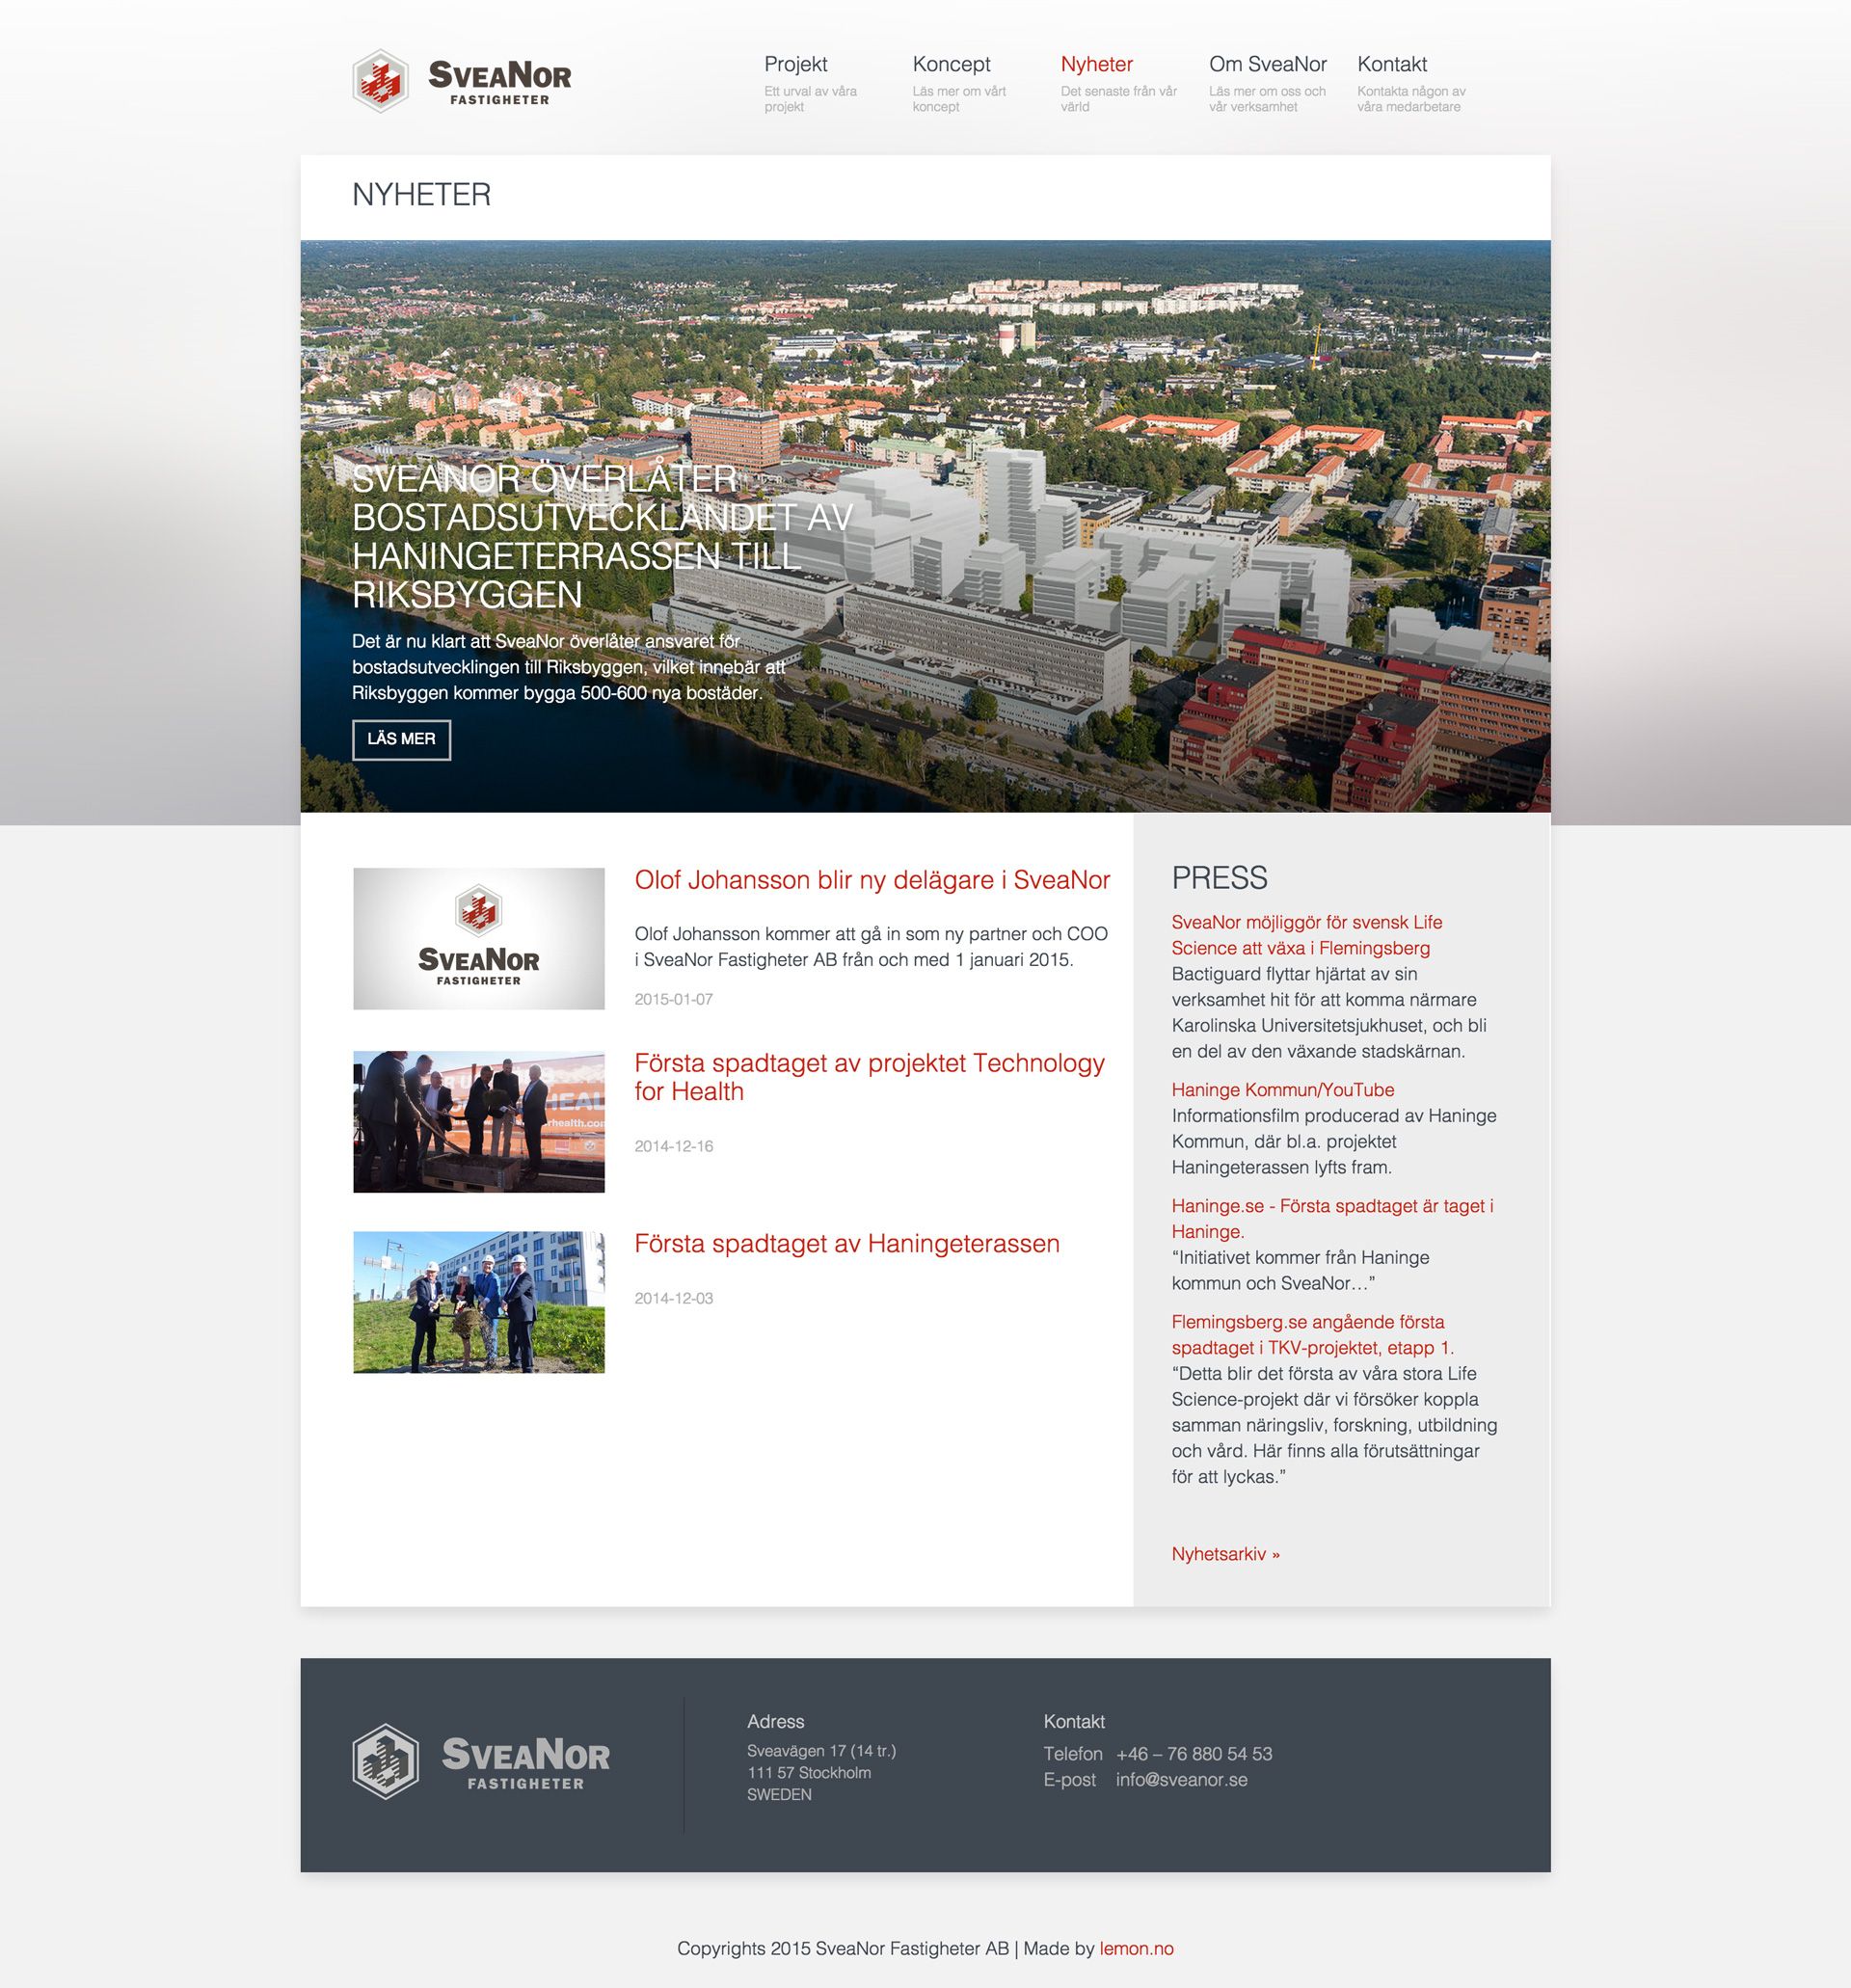 SVEANOR
FASTIGHETER
Projekt
Ett urval av våra
projekt
Koncept
Läs mer om vårt
koncept
Nyheter
Det senaste från vår
värld
Om SveaNor
Läs mer om oss och
vår verksamhet
Kontakt
Kontakta någon av
våra medarbetare
NYHETER
SVEANOR ÖVERLÅTER
BOSTADSUTVECKLANDET AV
HANINGETERRASSEN TILL
RIKSBYGGEN
Det är nu klart att SveaNor överlåter ansvaret för
bostadsutvecklingen till Riksbyggen, vilket innebär att
Riksbyggen kommer bygga 500-600 nya bostäder.
LÄS MER
SVEANOR
FASTIGHETER
Olof Johansson blir ny delägare i SveaNor
Olof Johansson kommer att gå in som ny partner och COO
i SveaNor Fastigheter AB från och med 1 januari 2015.
2015-01-07
HEAL
rhealth.com
Första spadtaget av projektet Technology
for Health
2014-12-16
Första spadtaget av Haningeterassen
2014-12-03
PRESS
SveaNor möjliggör för svensk Life
Science att växa i Flemingsberg
Bactiguard flyttar hjärtat av sin
verksamhet hit för att komma närmare
Karolinska Universitetsjukhuset, och bli
en del av den växande stadskärnan.
Haninge Kommun/YouTube
Informationsfilm producerad av Haninge
Kommun, där bl.a. projektet
Haningeterassen lyfts fram.
Haninge.se - Första spadtaget är taget i
Haninge.
“Initiativet kommer från Haninge
kommun och SveaNor…”
Flemingsberg.se angående första
spadtaget i TKV-projektet, etapp 1.
“Detta blir det första av våra stora Life
Science-projekt där vi försöker koppla
samman näringsliv, forskning, utbildning
och vård. Här finns alla förutsättningar
för att lyckas.”
Nyhetsarkiv »
SVEANOR
FASTIGHETER
Adress
Sveavägen 17 (14 tr.)
111 57 Stockholm
SWEDEN
Kontakt
Telefon +46 – 76 880 54 53
E-post info@sveanor.se
Copyrights 2015 SveaNor Fastigheter AB | Made by lemon.no